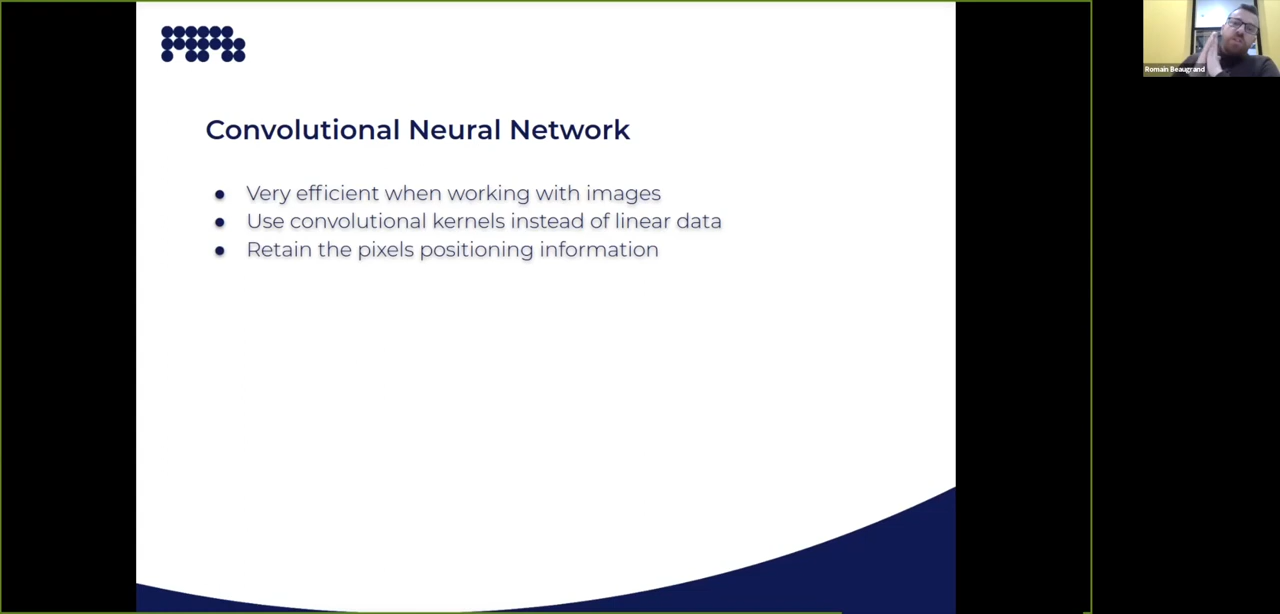 Convolutional Neural Network
● Very efficient when working with images
● Use convolutional kernels instead of linear data
● Retain the pixels positioning information
Romain Beaugrand